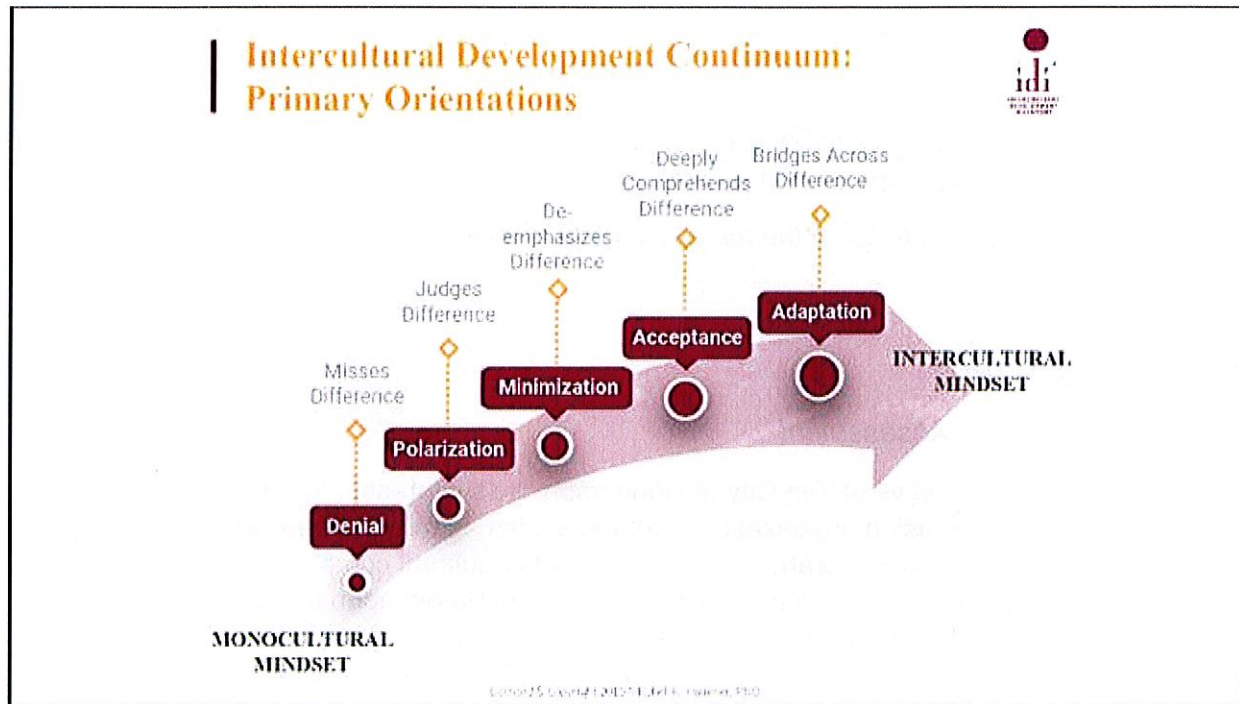 Intercultural Development Continuum:
Primary Orientations
idi
Deeply
Comprehends
Difference
Bridges Across
Difference
De-
emphasizes
Difference
Judges
Difference
Misses
Difference
Adaptation
Acceptance
Minimization
Polarization
Denial
INTERCULTURAL
MINDSET
MONOCULTURAL
MINDSET